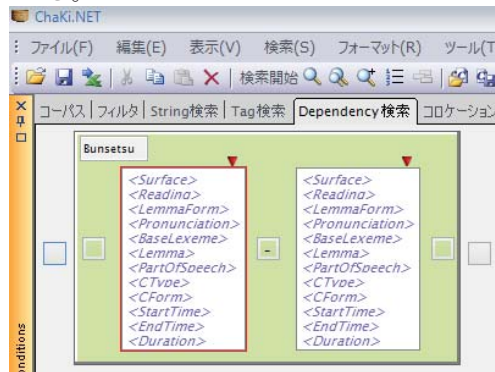 ChaKi.NET
ファイル(F) 編集(E) 表示(V) 検索(S) フォーマット(R) ツール(T
検索開始
コーパス フィルタ String検索 Tag検索 Dependency検索 コロケーション
Bunsetsu
<Surface> <Surface>
<Reading> <Reading>
<LemmaForm> <LemmaForm>
<Pronunciation> <Pronunciation>
<BaseLexeme> <BaseLexeme>
<Lemma> <Lemma>
<PartOfSpeech> - <PartOfSpeech>
<CType> <CType>
<CForm> <CForm>
<StartTime> <StartTime>
<EndTime> <EndTime>
<Duration> <Duration>
onditions